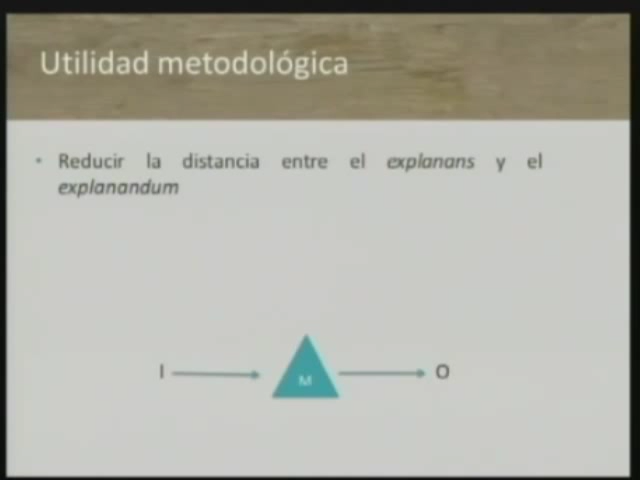 Utilidad metodológica
• Reducir la distancia entre el explanans y el
explanandum
I M O